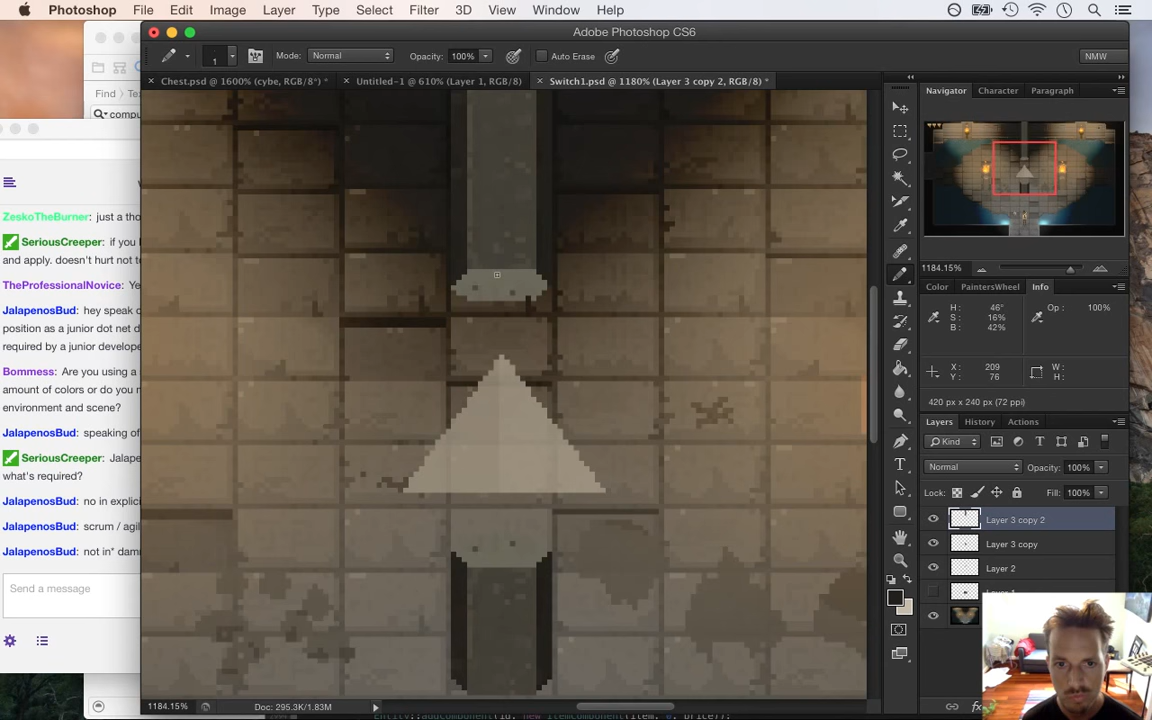 Photoshop File Edit Image Layer Type Select Filter 3D View Window Help
Adobe Photoshop CS6
1 Mode: Normal Opacity: 100% Auto Erase NMW
Chest.psd @ 1600% (cybe, RGB/8*) * Untitled-1 @ 610% (Layer 1, RGB/8) Switch1.psd @ 1180% (Layer 3 copy 2, RGB/8) *
Find
ZeskoTheBurner: just a tho
SeriousCreeper: if you
and apply. doesn't hurt not t
TheProfessionalNovice: Ye
JalapenosBud: hey speak
position as a junior dot net d
required by a junior develope
Bommess: Are you using a
amount of colors or do you
environment and scene?
JalapenosBud: speaking of
SeriousCreeper: Jalape
what's required?
JalapenosBud: no in explici
JalapenosBud: scrum / agil
JalapenosBud: not in* damn
Send a message
Navigator Character Paragraph
1184.15%
Color PaintersWheel Info
H: 46°
S: 16%
B: 42%
Op: 100%
X: 209
Y: 76
W:
H:
420 px x 240 px (72 ppi)
Layers History Actions
Kind
Normal Opacity: 100%
Lock: Fill: 100%
Layer 3 copy 2
Layer 3 copy
Layer 2
1184.15% Doc: 295.3K/1.83M